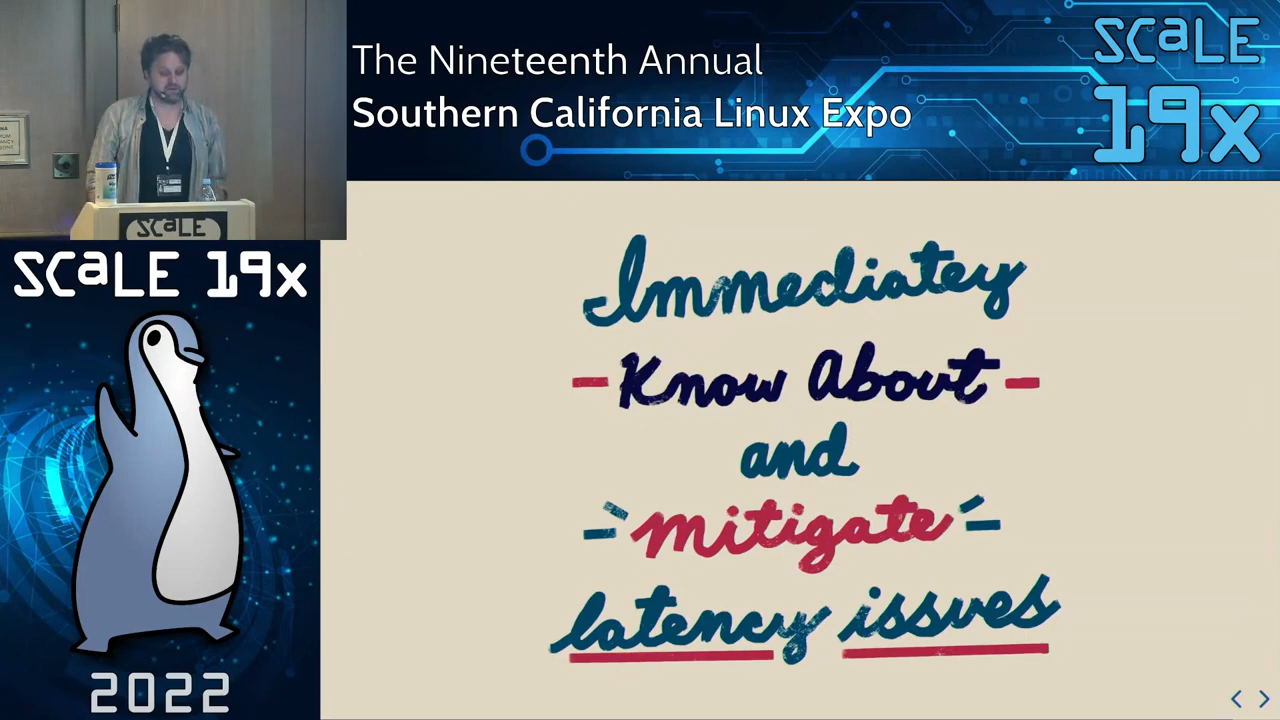 The Nineteenth Annual
Southern California Linux Expo
SCaLE
19x
SCALE
SCaLE 19x
2022
Immediatey
Know About
and
mitigate
latency issues